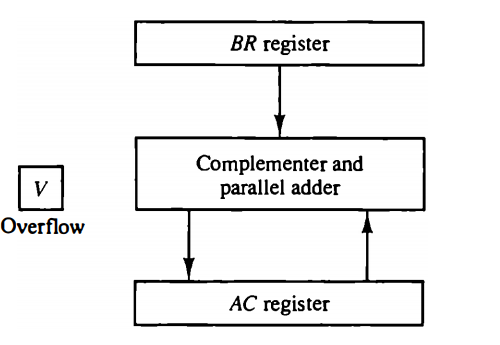 BR register
Complementer and
parallel adder
V
Overflow
AC register